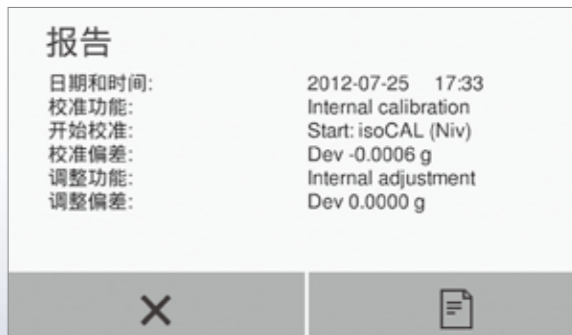 报告
日期和时间: 2012-07-25 17:33
校准功能: Internal calibration
开始校准: Start: isoCAL (Niv)
校准偏差: Dev -0.0006 g
调整功能: Internal adjustment
调整偏差: Dev 0.0000 g